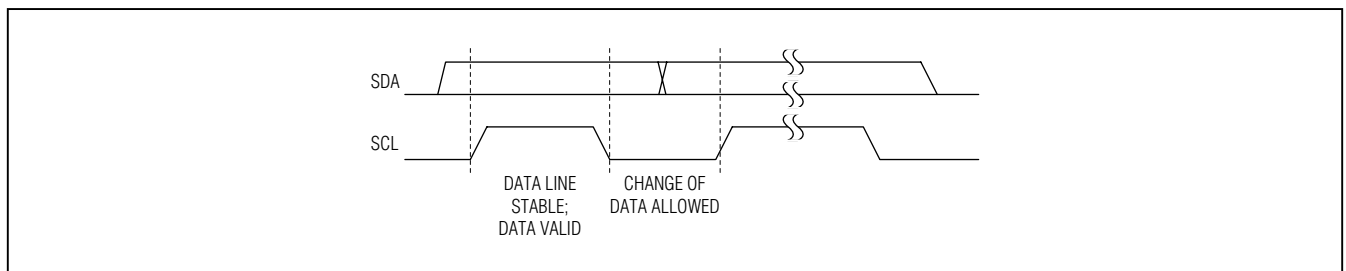 SDA
SCL
DATA LINE
STABLE;
DATA VALID
CHANGE OF
DATA ALLOWED